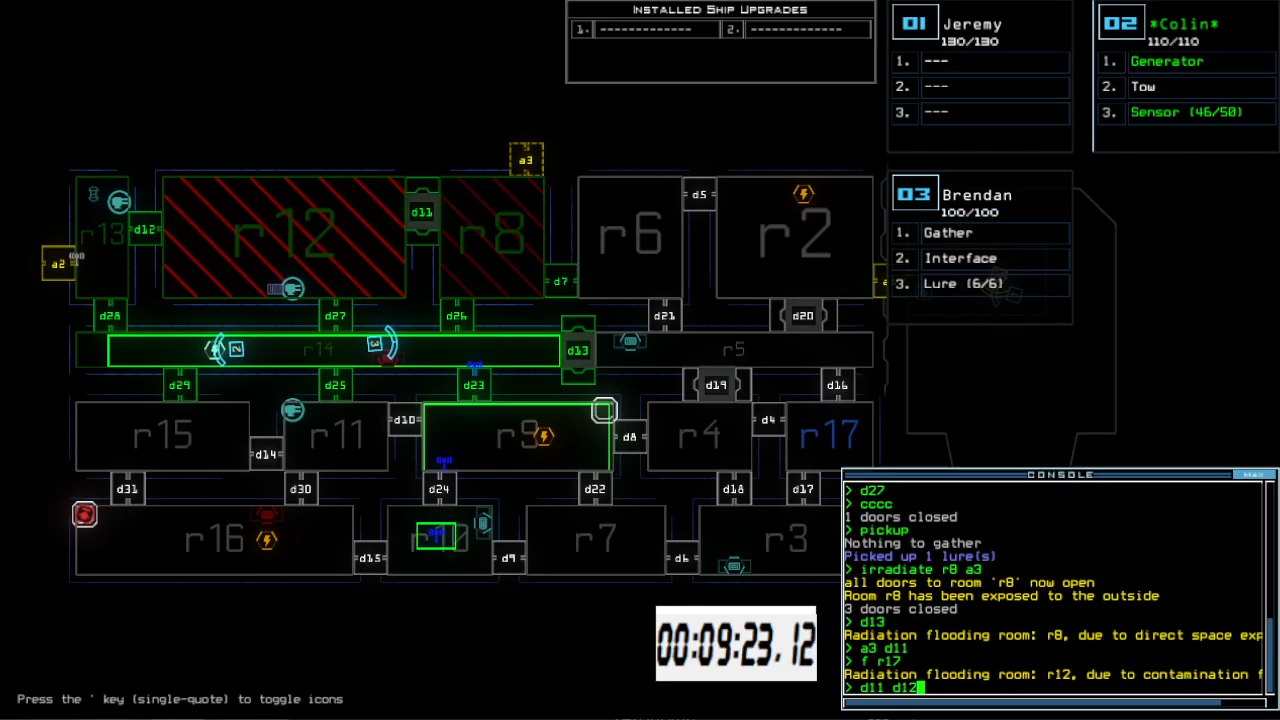 Installed Ship Upgrades
1. ------------- 2. -------------
01 Jeremy
130/130
1. ---
2. ---
3. ---
02 *Colin*
110/110
1. Generator
2. Tow
3. Sensor (46/50)
03 Brendan
100/100
1. Gather
2. Interface
3. Lure (6/6)
a3
r13 d12 r12 d11 r8 r6 d5 r2
a2
d7
d28 d27 d26 d21 d20
2 r14 3 d13 r5
d29 d25 d23 d19 d16
r15 d14 r11 d10 r9 d8 r4 d4 r17
d31 d30 d24 d22 d18 d17
r16 d15 d9 r7 d6 r3
00:09:23.12
CONSOLE
MAX
> d27
> cccc
1 doors closed
> pickup
Nothing to gather
Picked up 1 lure(s)
> irradiate r8 a3
all doors to room 'r8' now open
Room r8 has been exposed to the outside
3 doors closed
> d13
Radiation flooding room: r8, due to direct space exp
> a3 d11
> f r17
Radiation flooding room: r12, due to contamination f
> d11 d12
Press the ' key (single-quote) to toggle icons